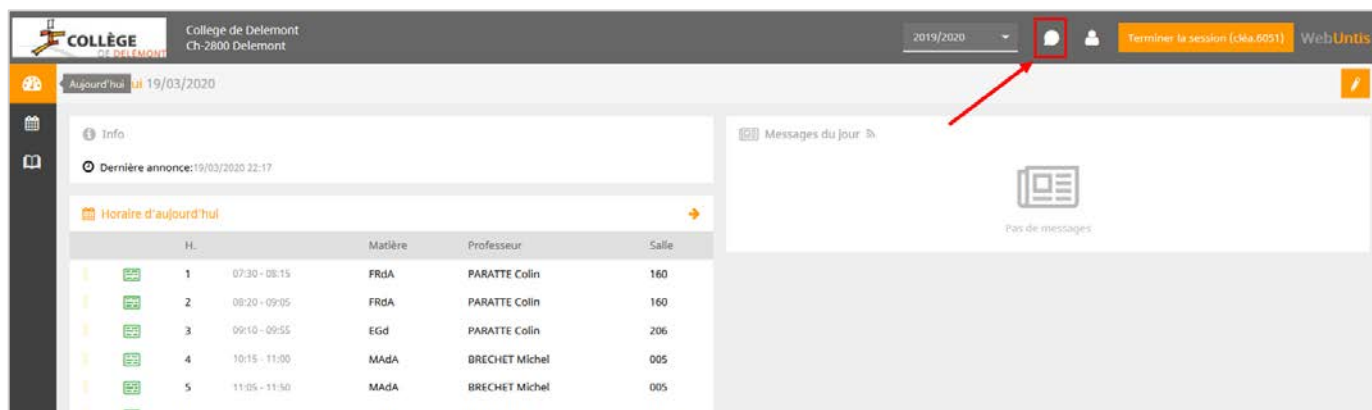 COLLÈGE
DE DELEMONT
College de Delemont
Ch-2800 Delemont
2019/2020
Terminer la session (cléa.6051)
WebUntis
Aujourd'hui ui 19/03/2020
Info
Dernière annonce:19/03/2020 22:17
Messages du jour
Pas de messages
Horaire d'aujourd'hui
H. Matière Professeur Salle
1 07:30 - 08:15 FRdA PARATTE Colin 160
2 08:20 - 09:05 FRdA PARATTE Colin 160
3 09:10 - 09:55 EGd PARATTE Colin 206
4 10:15 - 11:00 MAdA BRECHET Michel 005
5 11:05 - 11:50 MAdA BRECHET Michel 005